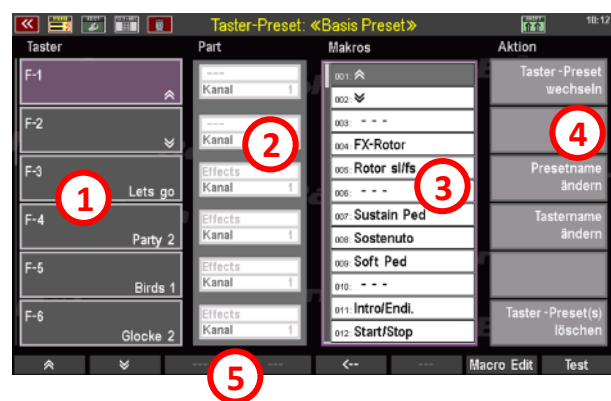 Taster-Preset: «Basis Preset»
10:12
Taster
Part
Makros
Aktion
F-1
F-2
F-3
Lets go
F-4
Party 2
F-5
Birds 1
F-6
Glocke 2
1
---
Kanal 1
---
Kanal
2
Effects
Kanal 1
Effects
Kanal 1
Effects
Kanal 1
Effects
Kanal 1
001:
002:
003: - - -
004: FX-Rotor
005: Rotor sl/fs
006: - - -
007: Sustain Ped
008: Sostenuto
009: Soft Ped
010: - - -
011: Intro/Endi.
012: Start/Stop
3
Taster-Preset
wechseln
4
Presetname
ändern
Tastername
ändern
Taster-Preset(s)
löschen
--- ---
5
<--
---
Macro Edit
Test